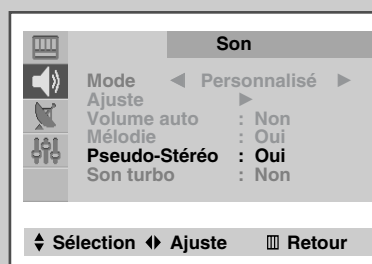 Son
Mode ◀ Personnalisé ▶
Ajuste ▶
Volume auto : Non
Mélodie : Oui
Pseudo-Stéréo : Oui
Son turbo : Non
Sélection Ajuste Retour